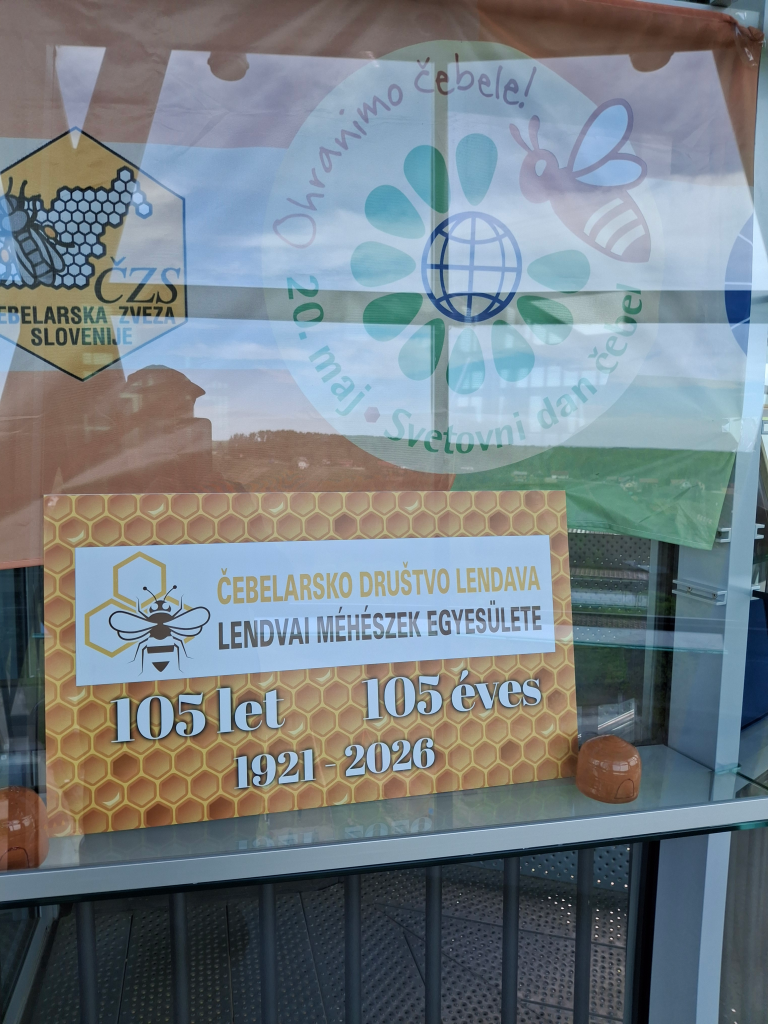 Ohranimo čebele!
20. maj • Svetovni dan čebel
ČZS
ČEBELARSKA ZVEZA
SLOVENIJE
ČEBELARSKO DRUŠTVO LENDAVA
LENDVAI MÉHÉSZEK EGYESÜLETE
105 let 105 éves
1921 - 2026